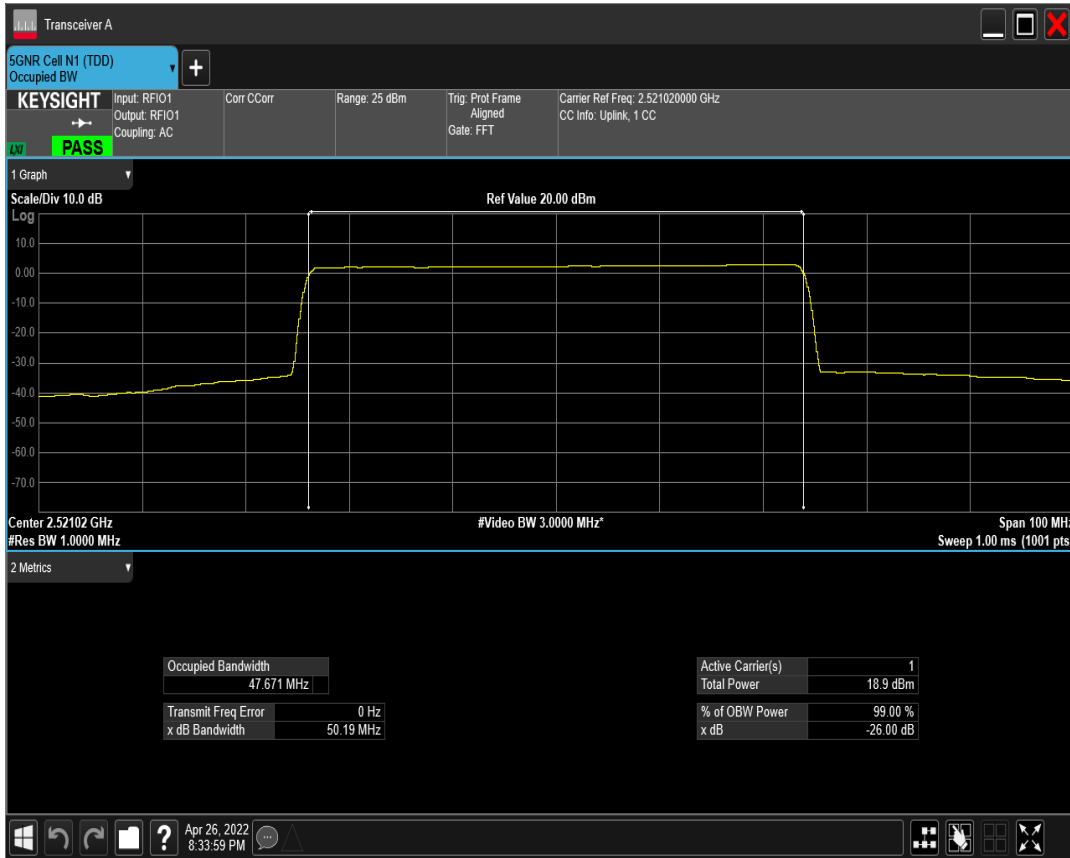 Transceiver A
5GNR Cell N1 (TDD)
Occupied BW
KEYSIGHT
LXI
PASS
Input: RFIO1
Output: RFIO1
Coupling: AC
Corr CCorr
Range: 25 dBm
Trig: Prot Frame
Aligned
Gate: FFT
Carrier Ref Freq: 2.521020000 GHz
CC Info: Uplink, 1 CC
1 Graph
Scale/Div 10.0 dB
Ref Value 20.00 dBm
Log
10.0
0.00
-10.0
-20.0
-30.0
-40.0
-50.0
-60.0
-70.0
Center 2.52102 GHz
#Video BW 3.0000 MHz*
Span 100 MHz
#Res BW 1.0000 MHz
Sweep 1.00 ms (1001 pts
2 Metrics
Occupied Bandwidth
47.671 MHz
Transmit Freq Error 0 Hz
x dB Bandwidth 50.19 MHz
Active Carrier(s) 1
Total Power 18.9 dBm
% of OBW Power 99.00 %
x dB -26.00 dB
?
Apr 26, 2022
8:33:59 PM